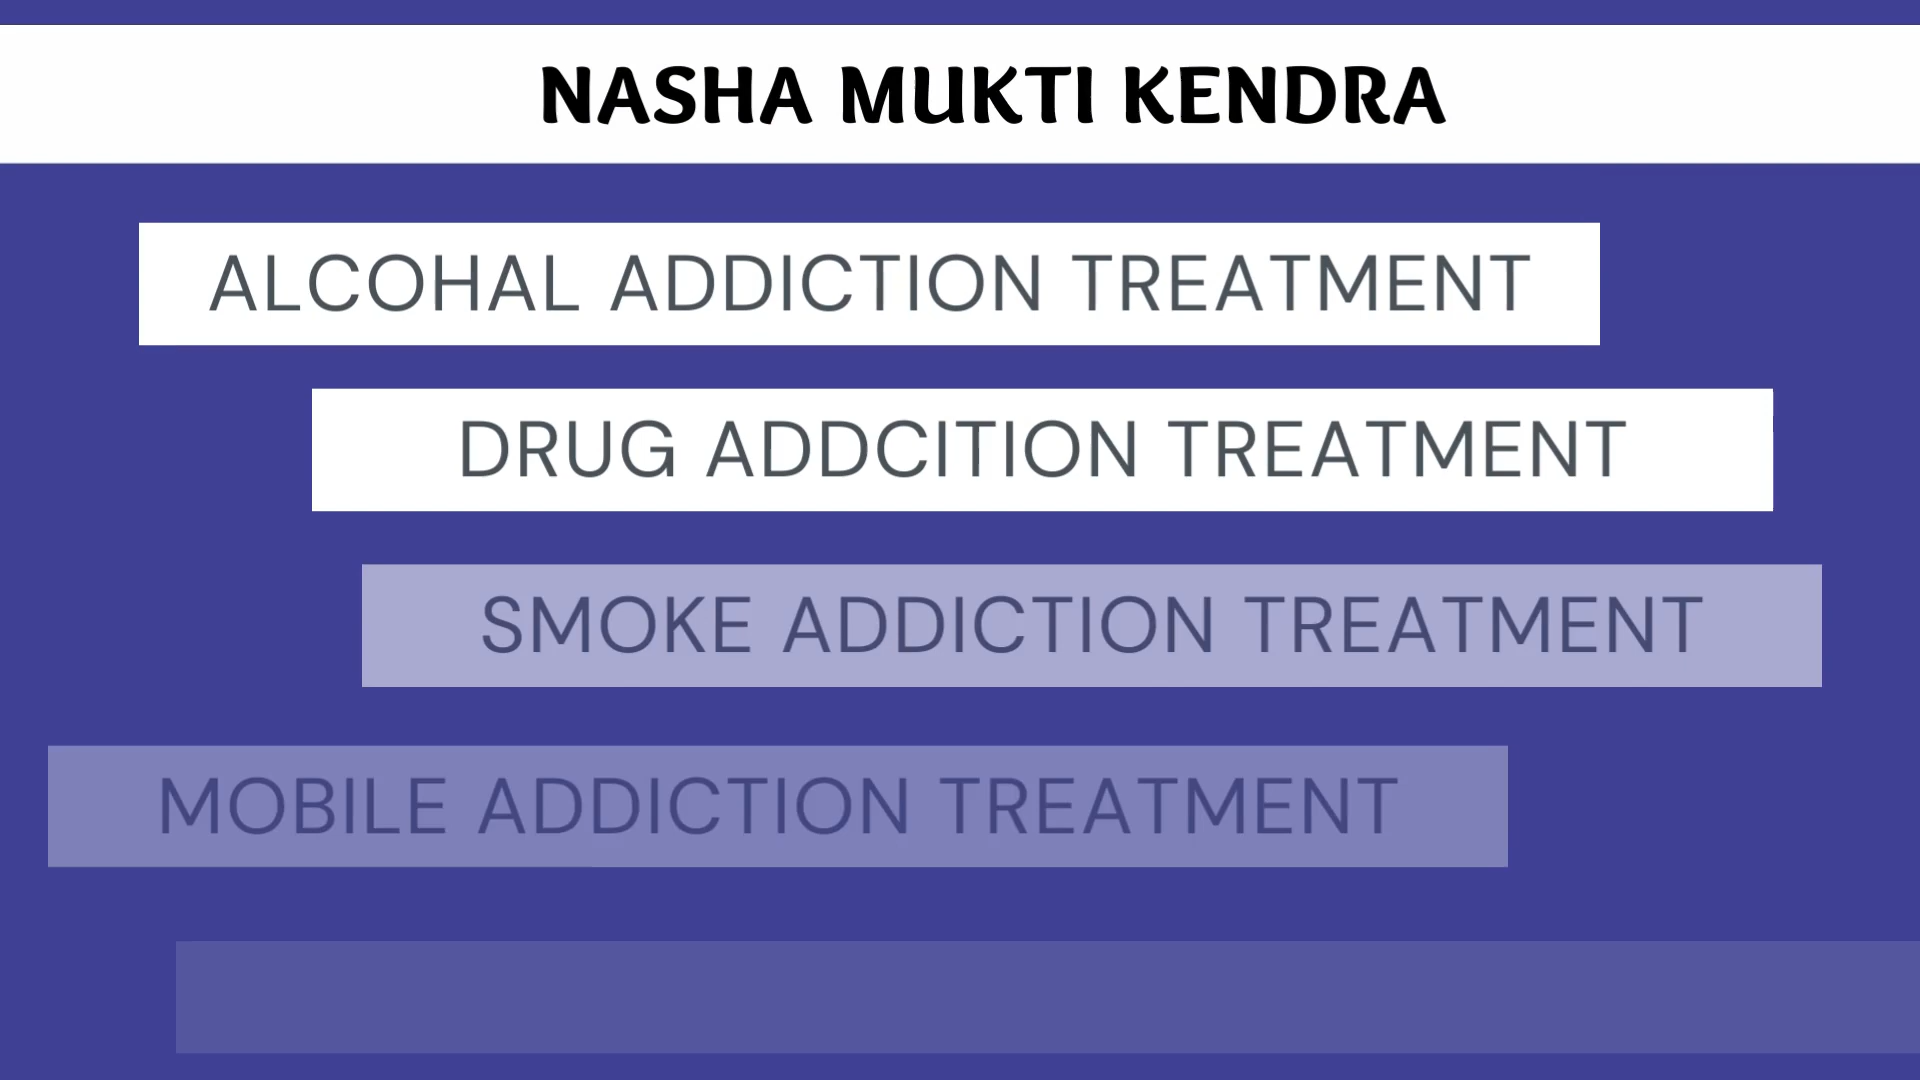 NASHA MUKTI KENDRA
ALCOHAL ADDICTION TREATMENT
DRUG ADDCITION TREATMENT
SMOKE ADDICTION TREATMENT
MOBILE ADDICTION TREATMENT